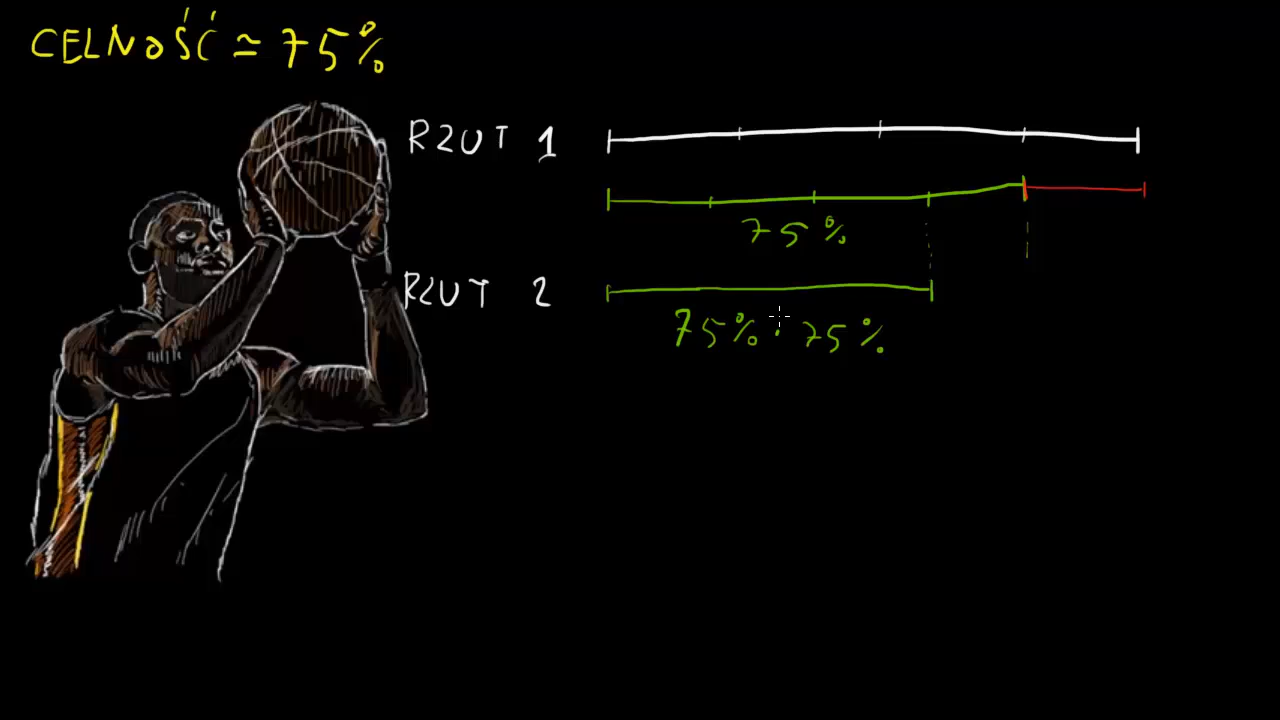 CELNOŚĆ ≃ 75%
RZUT 1
75%
RZUT 2
75% · 75%